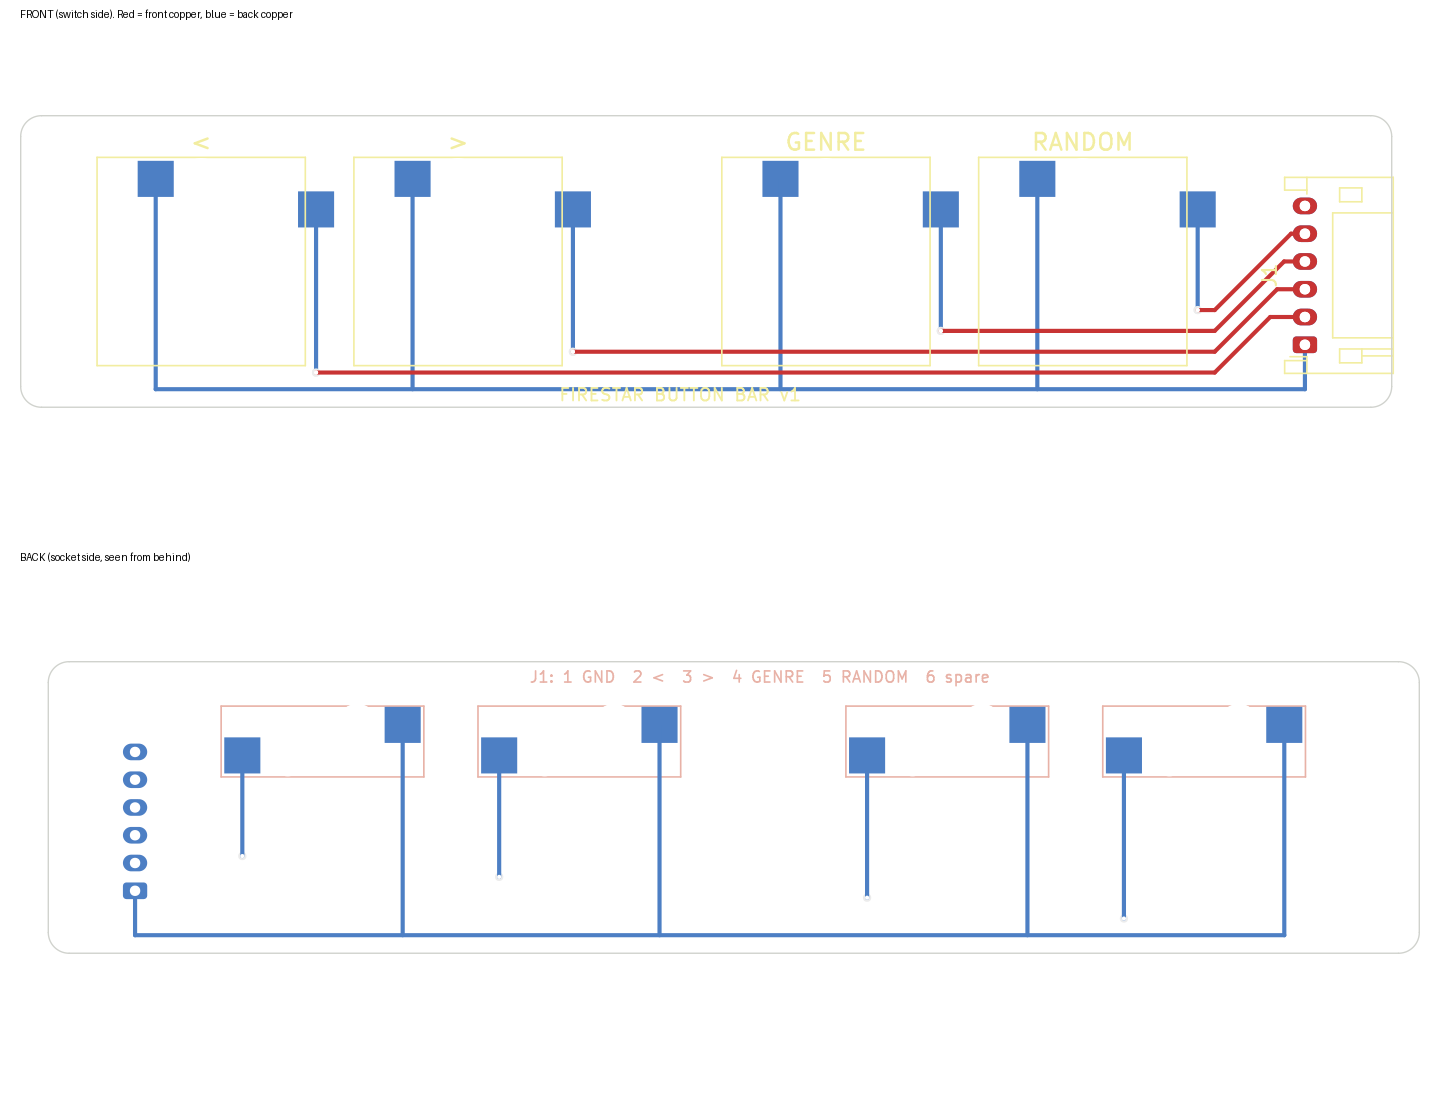 FRONT (switch side). Red = front copper, blue = back copper
< > GENRE RANDOM
J1
FIRESTAR BUTTON BAR V1
BACK (socket side, seen from behind)
J1: 1 GND 2 < 3 > 4 GENRE 5 RANDOM 6 spare